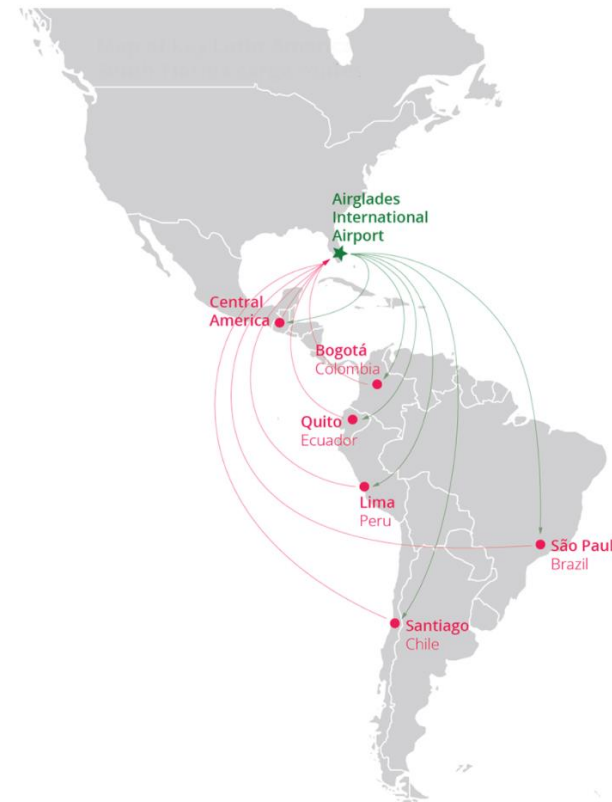 Airglades
International
Airport
Central
America
Bogotá
Colombia
Quito
Ecuador
Lima
Peru
São Paul
Brazil
Santiago
Chile